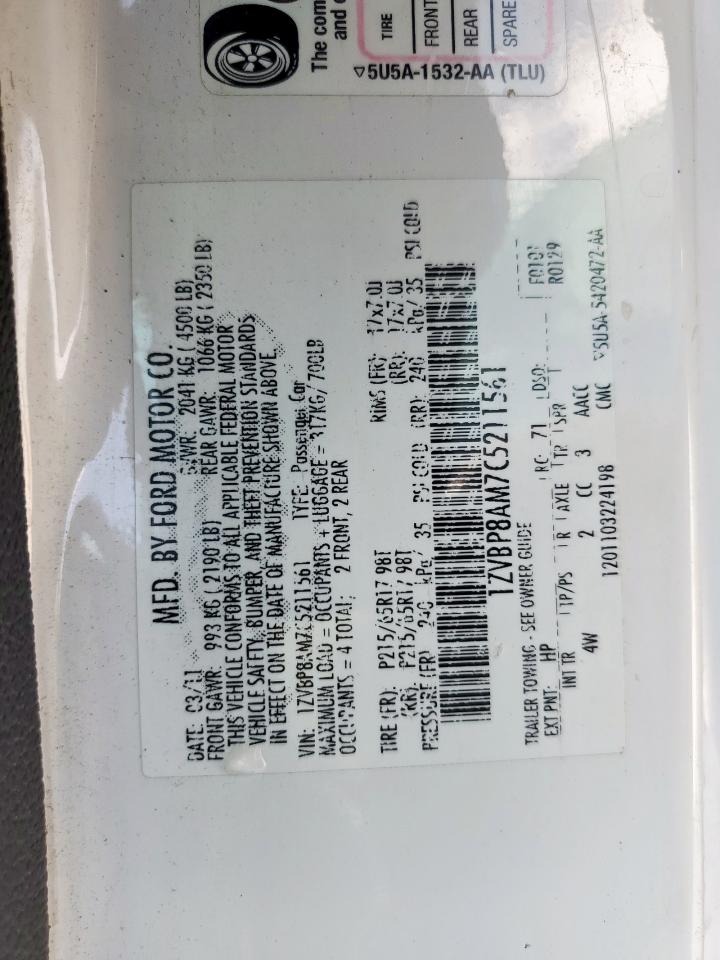 The com
and o
TIRE
FRONT
REAR
SPARE
▽5U5A-1532-AA (TLU)
MFD. BY FORD MOTOR CO.
DATE: 03/11 GVWR: 2041 KG ( 4500 LB)
FRONT GAWR: 993 KG ( 2190 LB) REAR GAWR: 1066 KG ( 2350 LB)
THIS VEHICLE CONFORMS TO ALL APPLICABLE FEDERAL MOTOR
VEHICLE SAFETY, BUMPER, AND THEFT PREVENTION STANDARDS
IN EFFECT ON THE DATE OF MANUFACTURE SHOWN ABOVE.
VIN: 1ZVBP8AM7C5211561 TYPE: Passenger Car
MAXIMUM LOAD = OCCUPANTS + LUGGAGE = 317KG/ 700LB
OCCUPANTS = 4 TOTAL: 2 FRONT, 2 REAR
TIRE (FR): P215/65R17 98T RIMS (FR): 17x7.0J
(RR): P215/65R17 98T (RR): 17x7.0J
PRESSURE (FR) 240 kPa/ 35 PSI COLD (RR): 240 kPa/ 35 PSI COLD
1ZVBP8AM7C5211561
TRAILER TOWING - SEE OWNER GUIDE
EXT PNT: HP RC: 71 DSO: F0101
INT TR TP/PS R AXLE TR SPR R0129
4W 2 CC 3 AACC
1201103224198 CMC ▽5U5A-5420472-AA